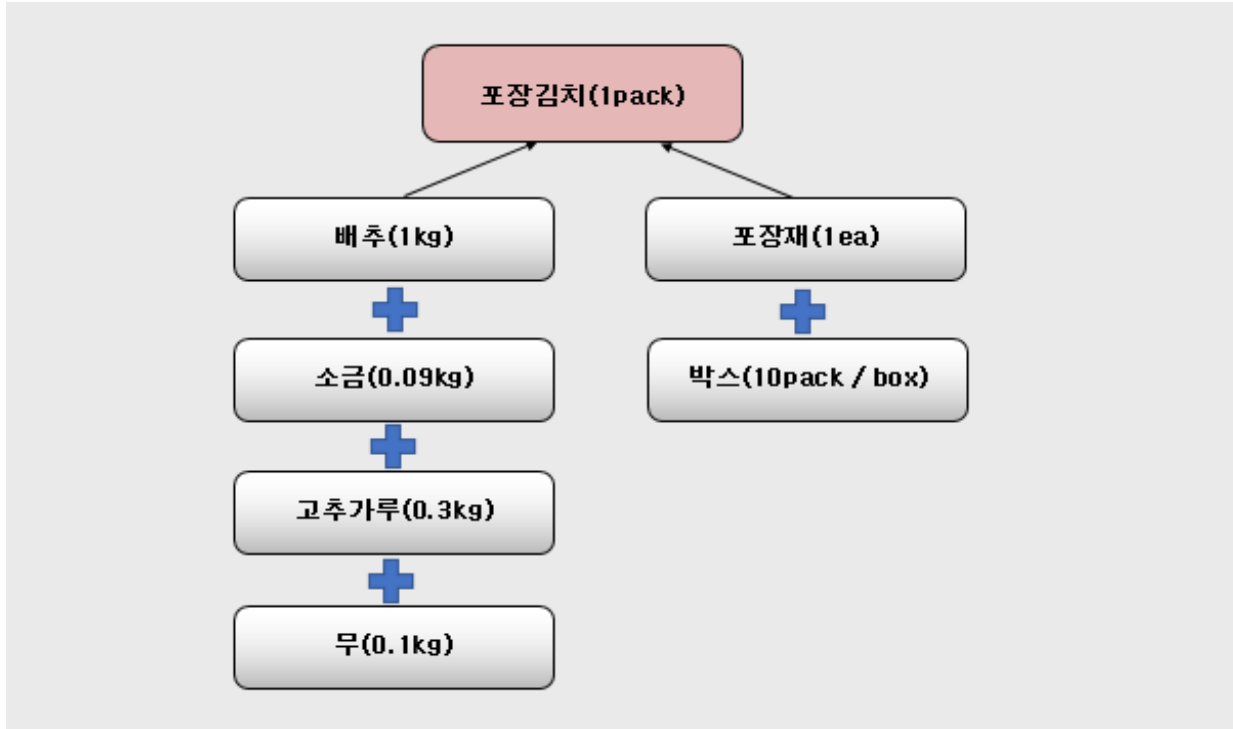 포장김치(1pack)
배추(1kg)
포장재(1ea)
소금(0.09kg)
박스(10pack / box)
고추가루(0.3kg)
무(0.1kg)